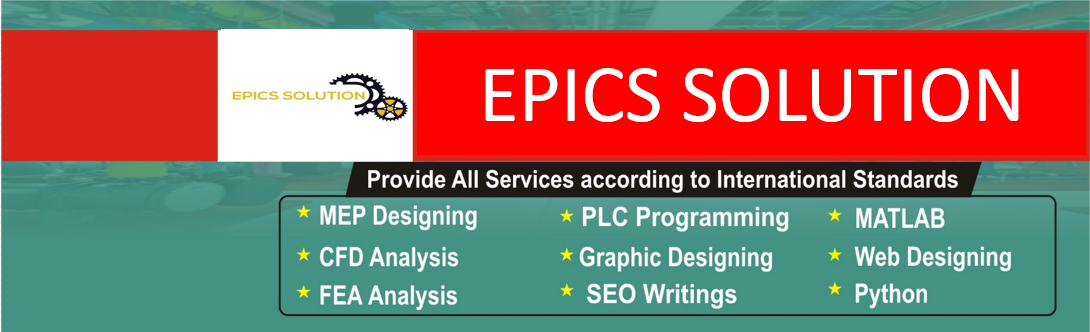 EPICS SOLUTION
EPICS SOLUTION
Provide All Services according to International Standards
MEP Designing
PLC Programming
MATLAB
CFD Analysis
Graphic Designing
Web Designing
FEA Analysis
SEO Writings
Python